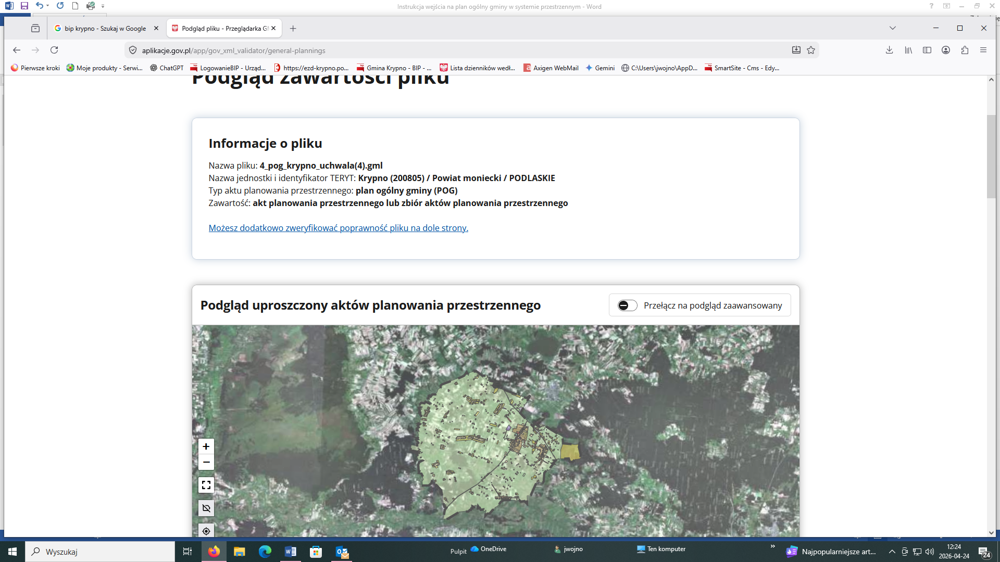 Instrukcja wejścia na plan ogólny gminy w systemie przestrzennym - Word
bip krypno - Szukaj w Google
Podgląd pliku - Przeglądarka G
aplikacje.gov.pl/app/gov_xml_validator/general-plannings
Pierwsze kroki
Moje produkty - Serwi...
ChatGPT
LogowanieBIP - Urząd...
https://ezd-krypno.po...
Gmina Krypno - BIP - ...
Lista dzienników wedł...
Axigen WebMail
Gemini
C:\Users\jwojno\AppD...
SmartSite - Cms - Edy...
Podgląd zawartości pliku
Informacje o pliku
Nazwa pliku: 4_pog_krypno_uchwala(4).gml
Nazwa jednostki i identyfikator TERYT: Krypno (200805) / Powiat moniecki / PODLASKIE
Typ aktu planowania przestrzennego: plan ogólny gminy (POG)
Zawartość: akt planowania przestrzennego lub zbiór aktów planowania przestrzennego
Możesz dodatkowo zweryfikować poprawność pliku na dole strony.
Podgląd uproszczony aktów planowania przestrzennego
Przełącz na podgląd zaawansowany
+
−
Wyszukaj
Pulpit
OneDrive
jwojno
Ten komputer
»
Najpopularniejsze art...
12:24
2026-04-24
24